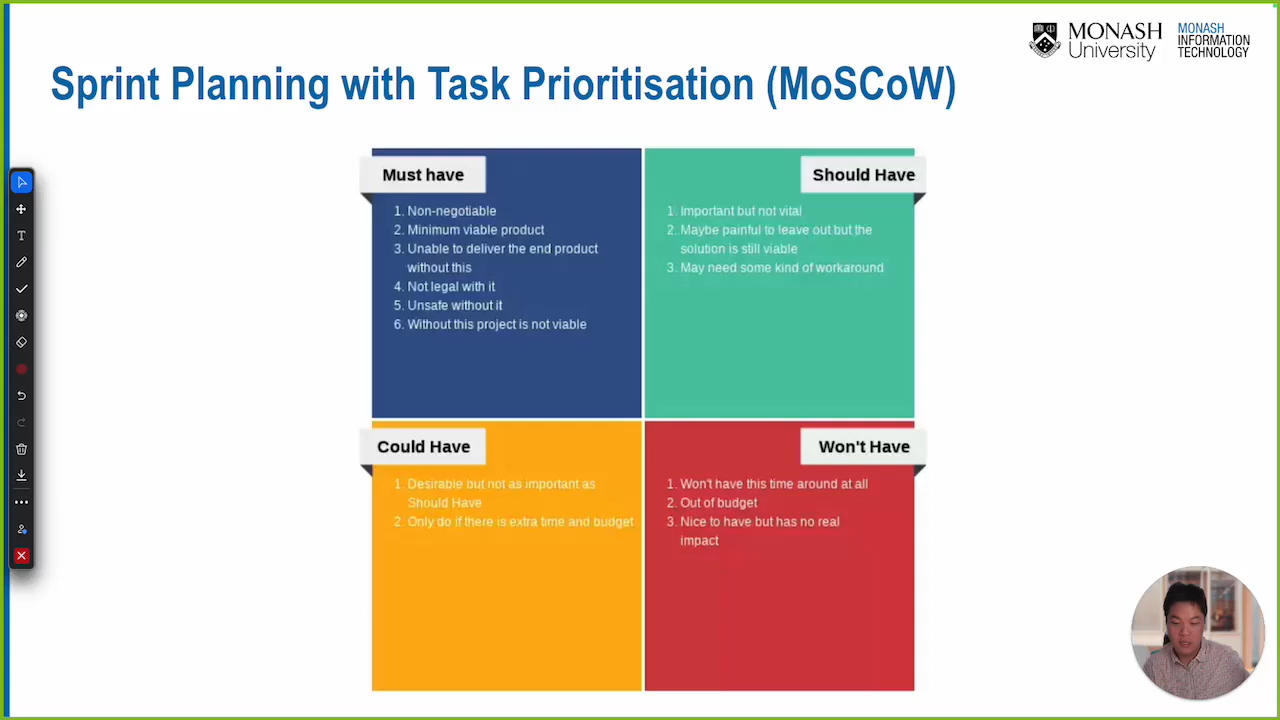 MONASH
University
MONASH
INFORMATION
TECHNOLOGY
Sprint Planning with Task Prioritisation (MoSCoW)
Must have
1. Non-negotiable
2. Minimum viable product
3. Unable to deliver the end product
without this
4. Not legal with it
5. Unsafe without it
6. Without this project is not viable
Should Have
1. Important but not vital
2. Maybe painful to leave out but the
solution is still viable
3. May need some kind of workaround
Could Have
1. Desirable but not as important as
Should Have
2. Only do if there is extra time and budget
Won't Have
1. Won't have this time around at all
2. Out of budget
3. Nice to have but has no real
impact